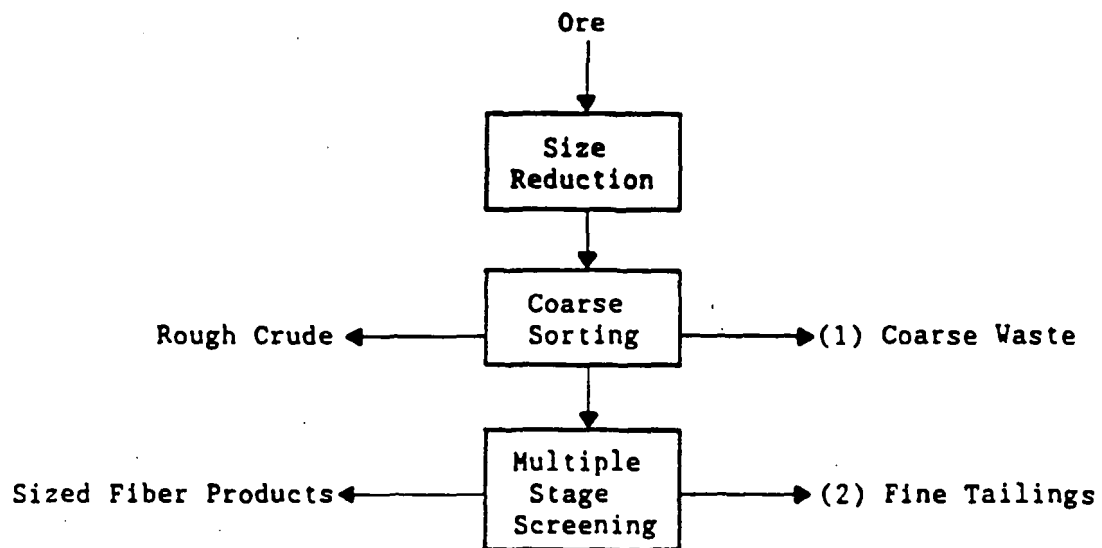 Ore
Size
Reduction
Coarse
Sorting
Rough Crude
(1) Coarse Waste
Multiple
Stage
Screening
Sized Fiber Products
(2) Fine Tailings